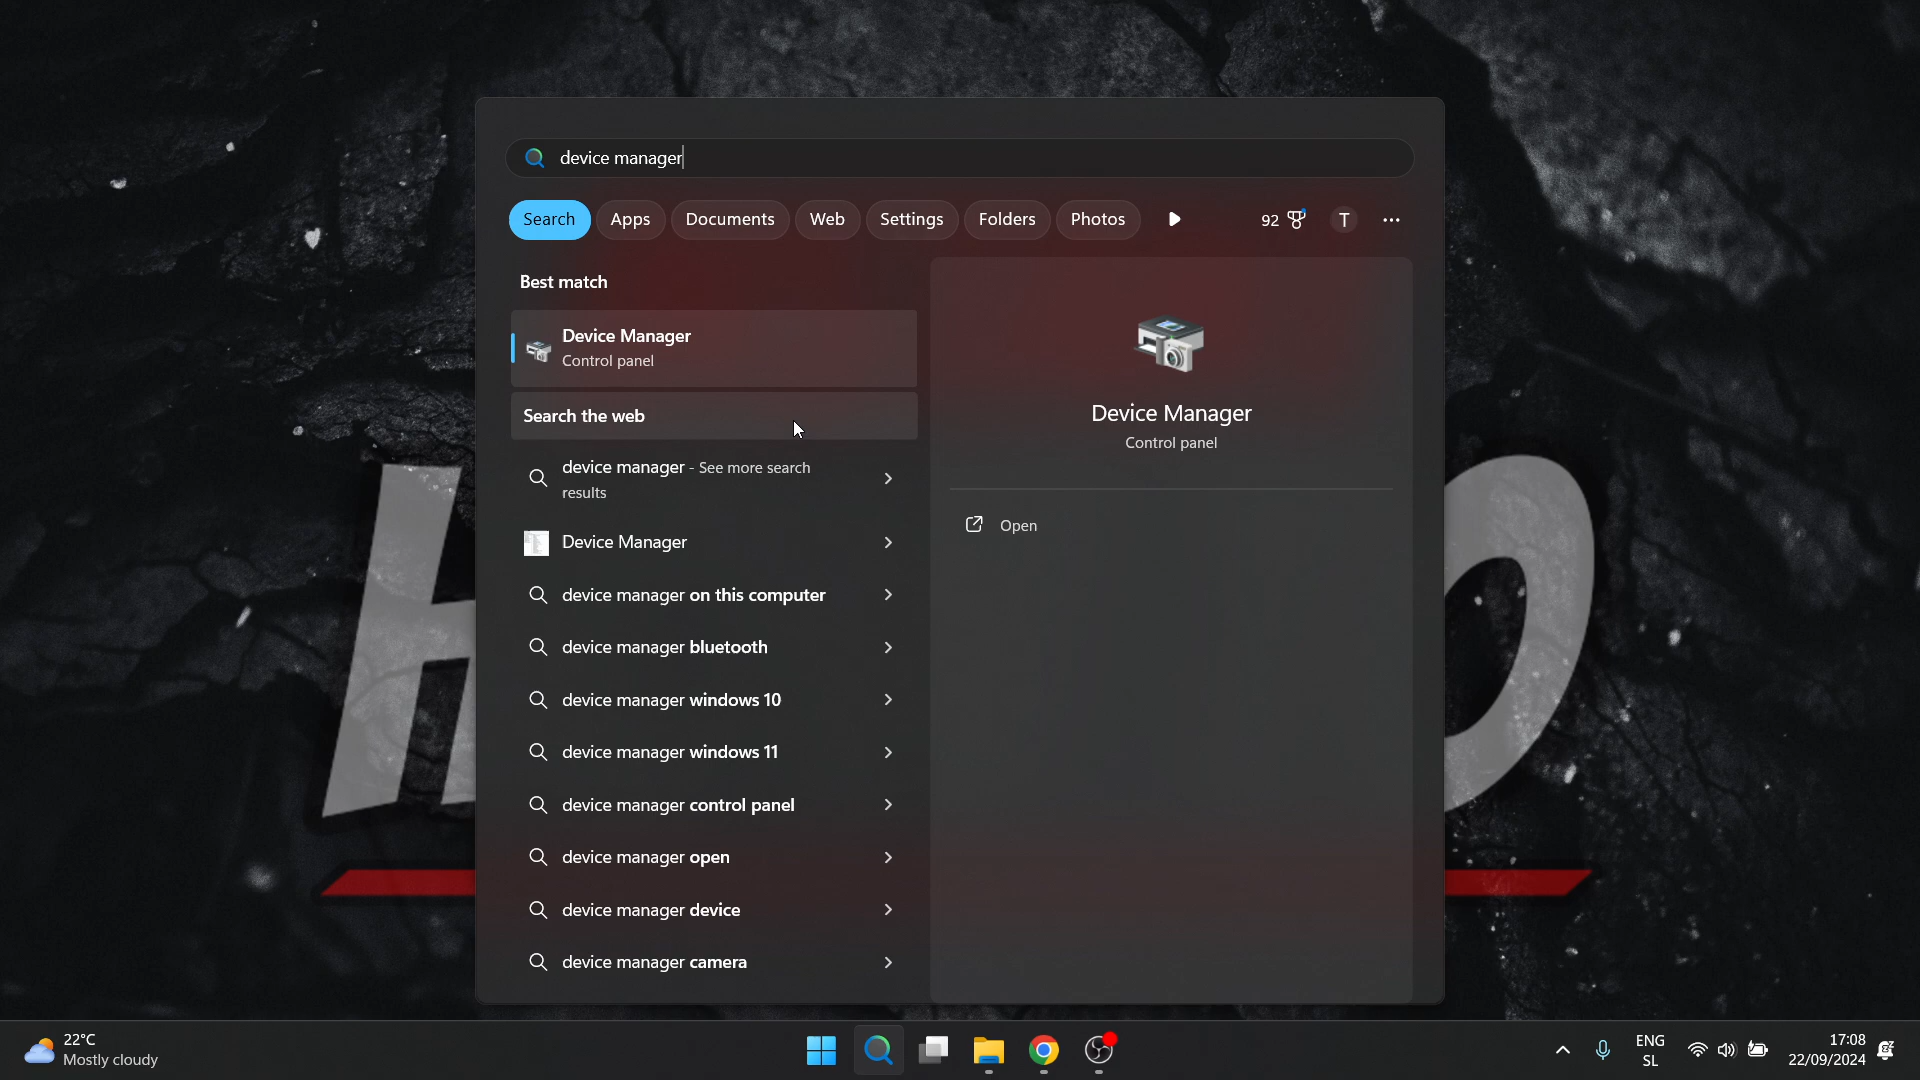 device manager
Search
Apps
Documents
Web
Settings
Folders
Photos
92
T
Best match
Device Manager
Control panel
Search the web
device manager - See more search
results
Device Manager
device manager on this computer
device manager bluetooth
device manager windows 10
device manager windows 11
device manager control panel
device manager open
device manager device
device manager camera
Device Manager
Control panel
Open
22°C
Mostly cloudy
ENG
SL
17:08
22/09/2024